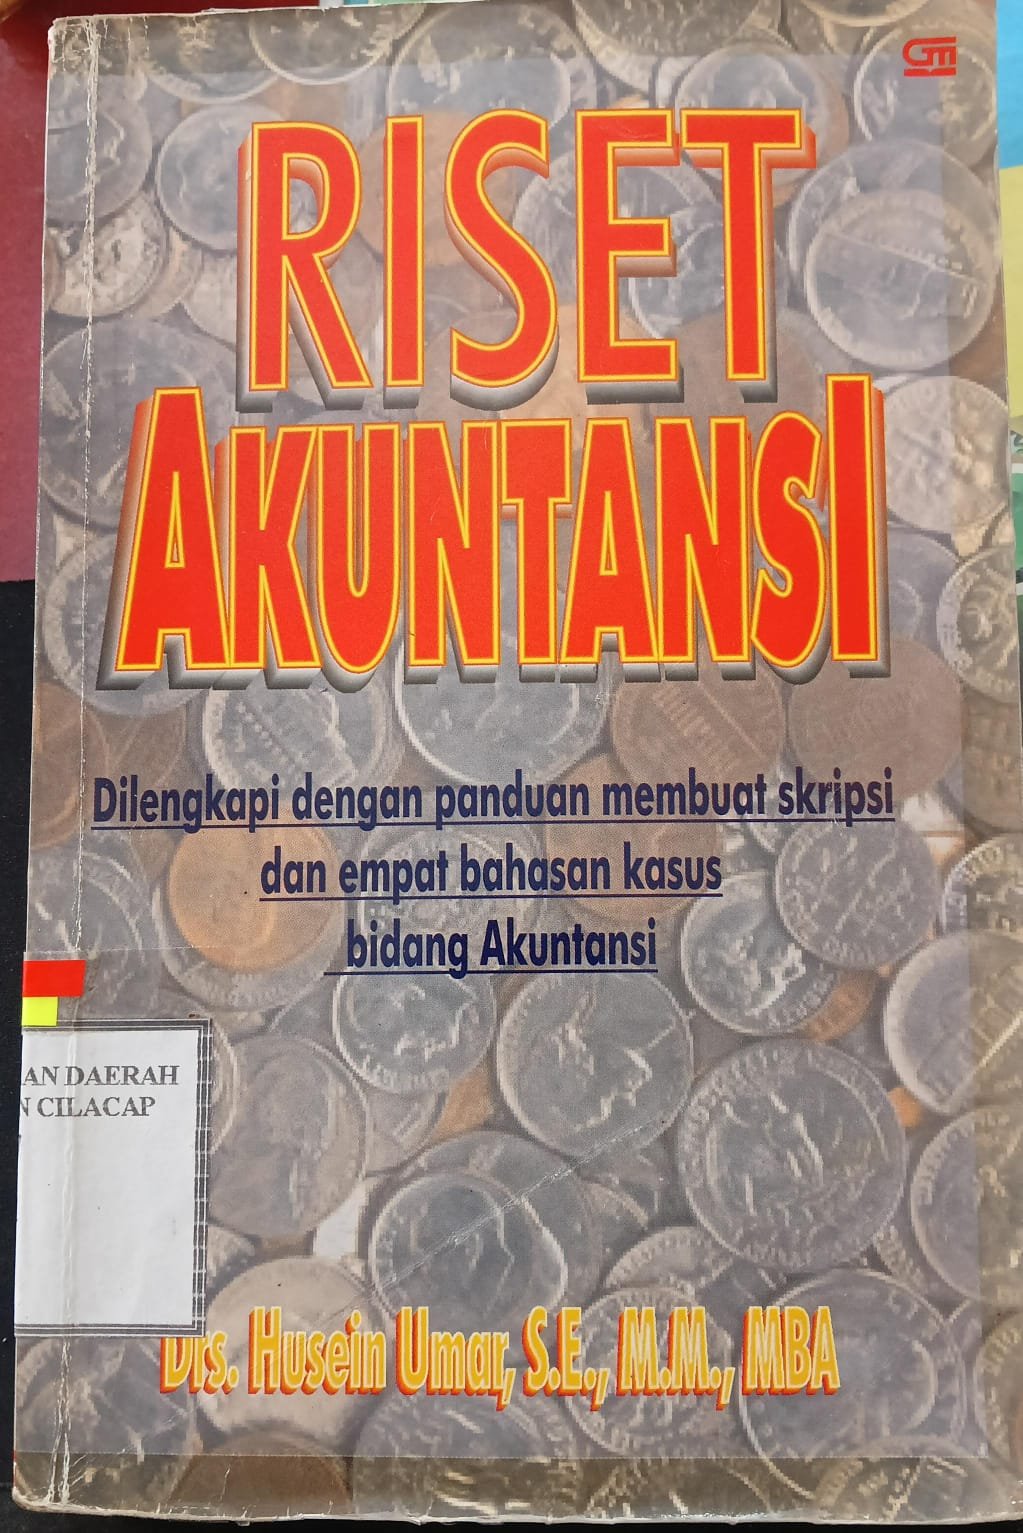 GM
RISET
AKUNTANSI
Dilengkapi dengan panduan membuat skripsi
dan empat bahasan kasus
bidang Akuntansi
AN DAERAH
N CILACAP
Drs. Husein Umar, S.E., M.M., MBA